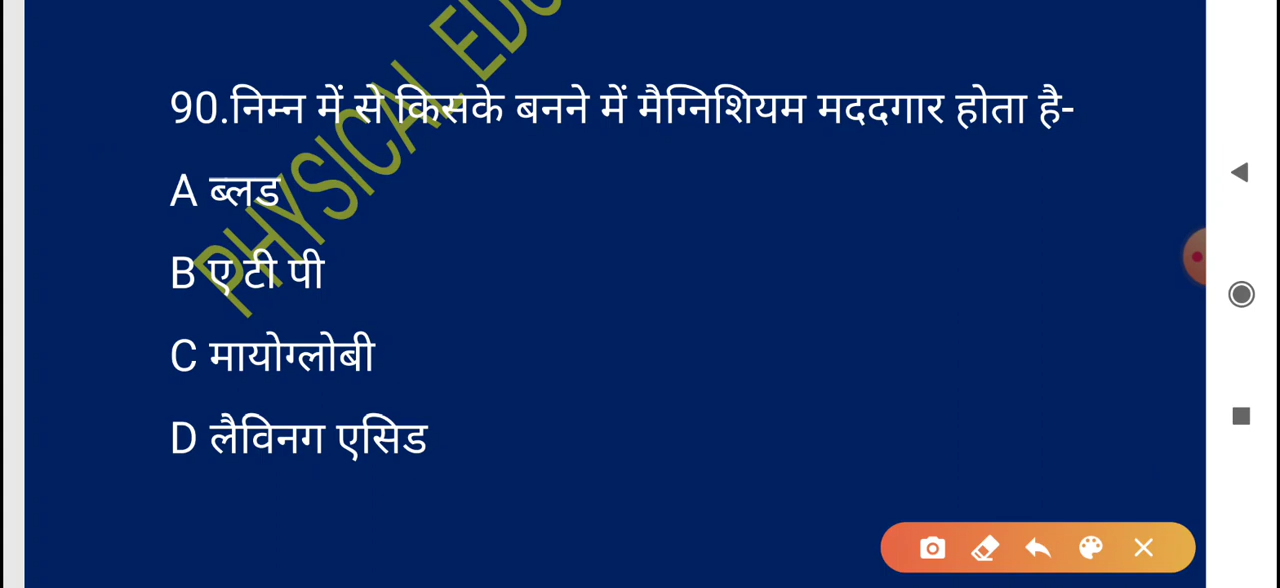 PHYSICAL EDU
90.निम्न में से किसके बनने में मैग्निशियम मददगार होता है-
A ब्लड
B ए टी पी
C मायोग्लोबी
D लैविनग एसिड